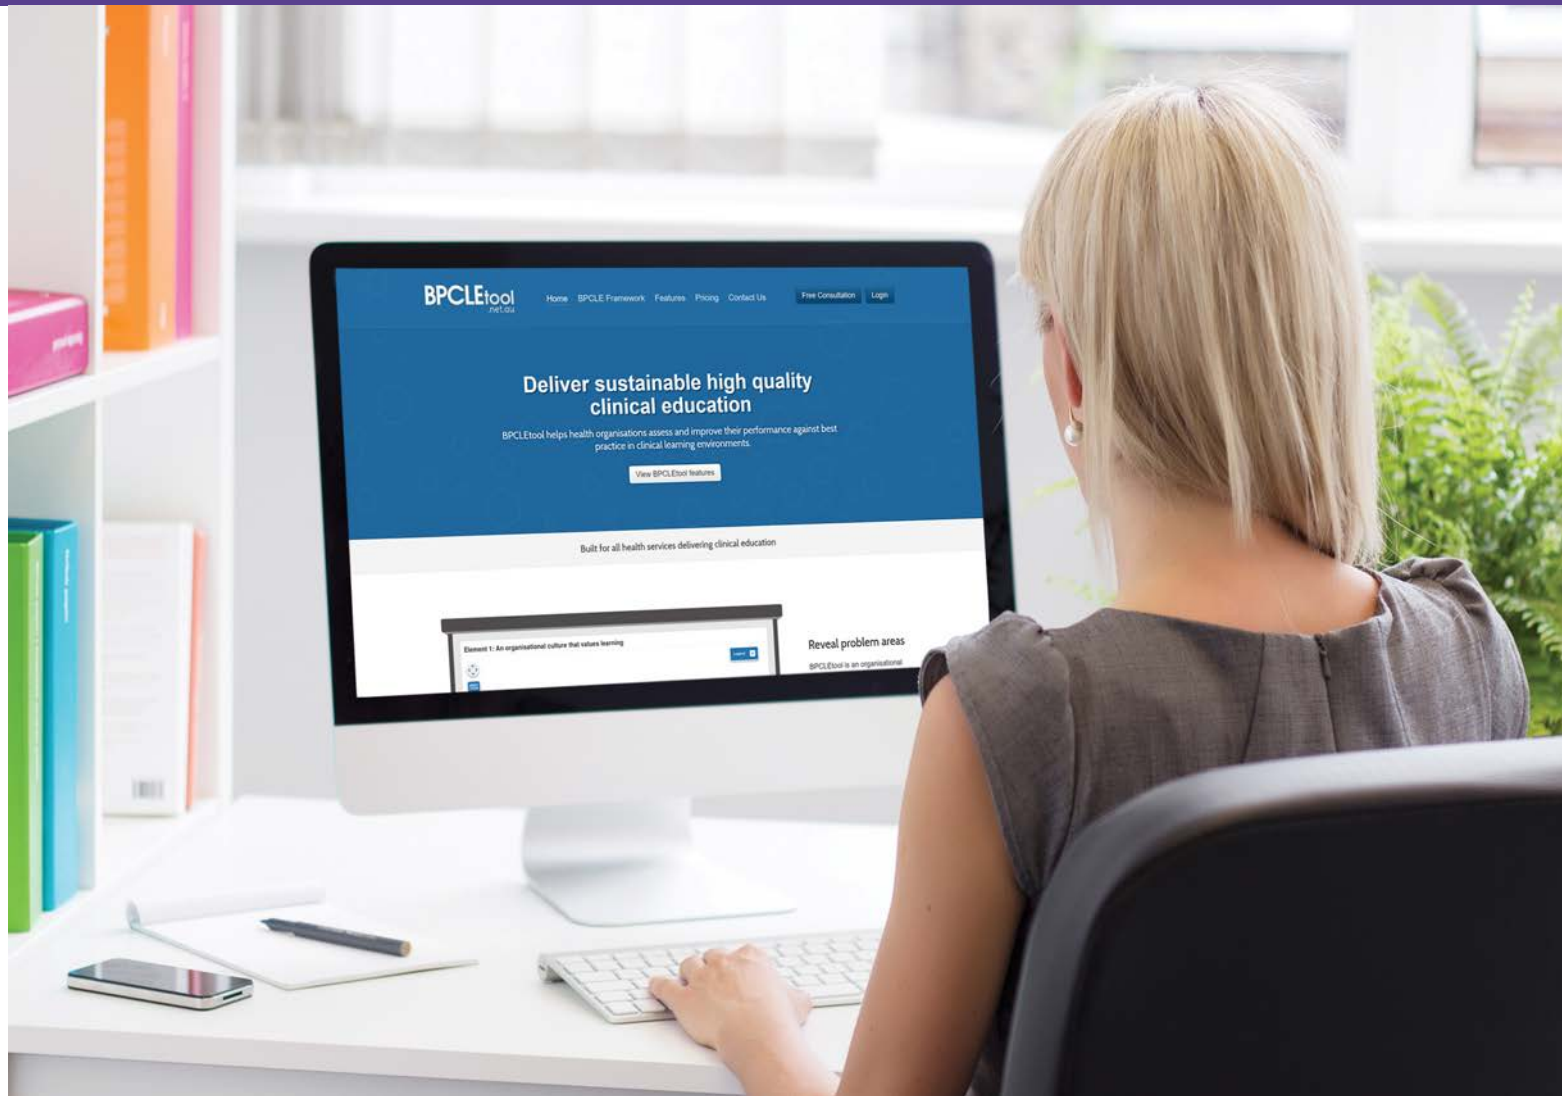 BPCLEtool
.net.au
Home BPCLE Framework Features Pricing Contact Us Free Consultation Login
Deliver sustainable high quality
clinical education
BPCLEtool helps health organisations assess and improve their performance against best
practice in clinical learning environments.
View BPCLEtool features
Built for all health services delivering clinical education
Element 1: An organisational culture that values learning
Reveal problem areas
BPCLEtool is an organisational